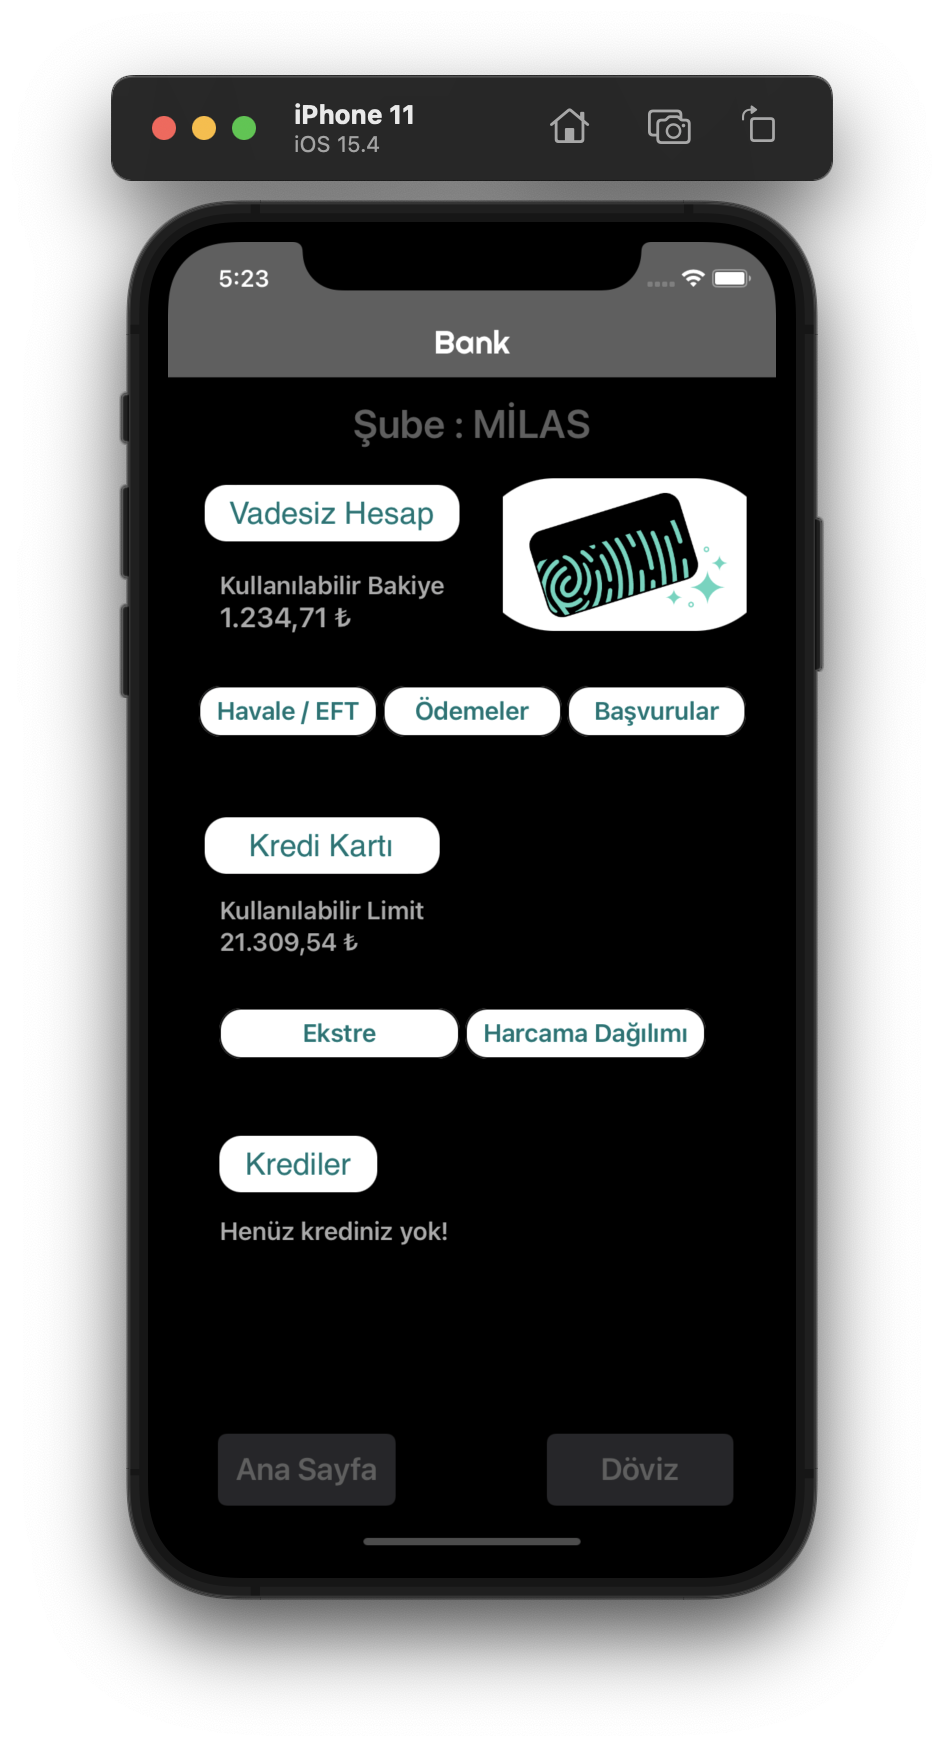 iPhone 11
iOS 15.4
5:23
Bank
Şube : MİLAS
Vadesiz Hesap
Kullanılabilir Bakiye
1.234,71 ₺
Havale / EFT
Ödemeler
Başvurular
Kredi Kartı
Kullanılabilir Limit
21.309,54 ₺
Ekstre
Harcama Dağılımı
Krediler
Henüz krediniz yok!
Ana Sayfa
Döviz